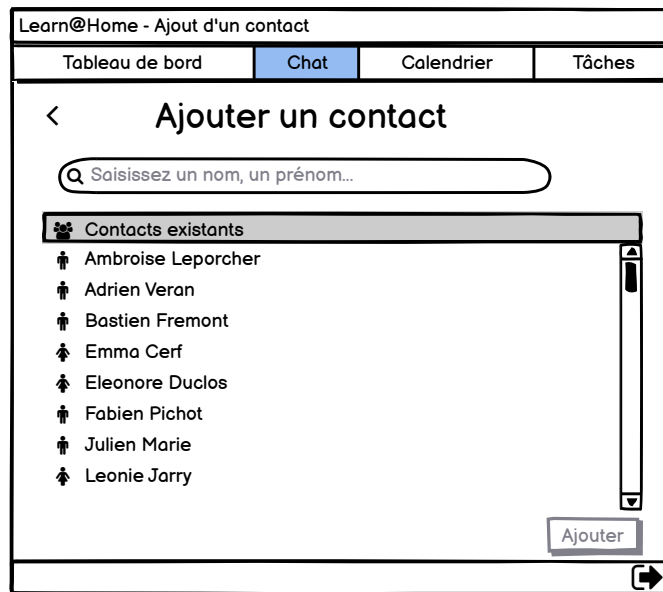 Learn@Home - Ajout d'un contact
Tableau de bord Chat Calendrier Tâches
Ajouter un contact
Saisissez un nom, un prénom...
Contacts existants
Ambroise Leporcher
Adrien Veran
Bastien Fremont
Emma Cerf
Eleonore Duclos
Fabien Pichot
Julien Marie
Leonie Jarry
Ajouter